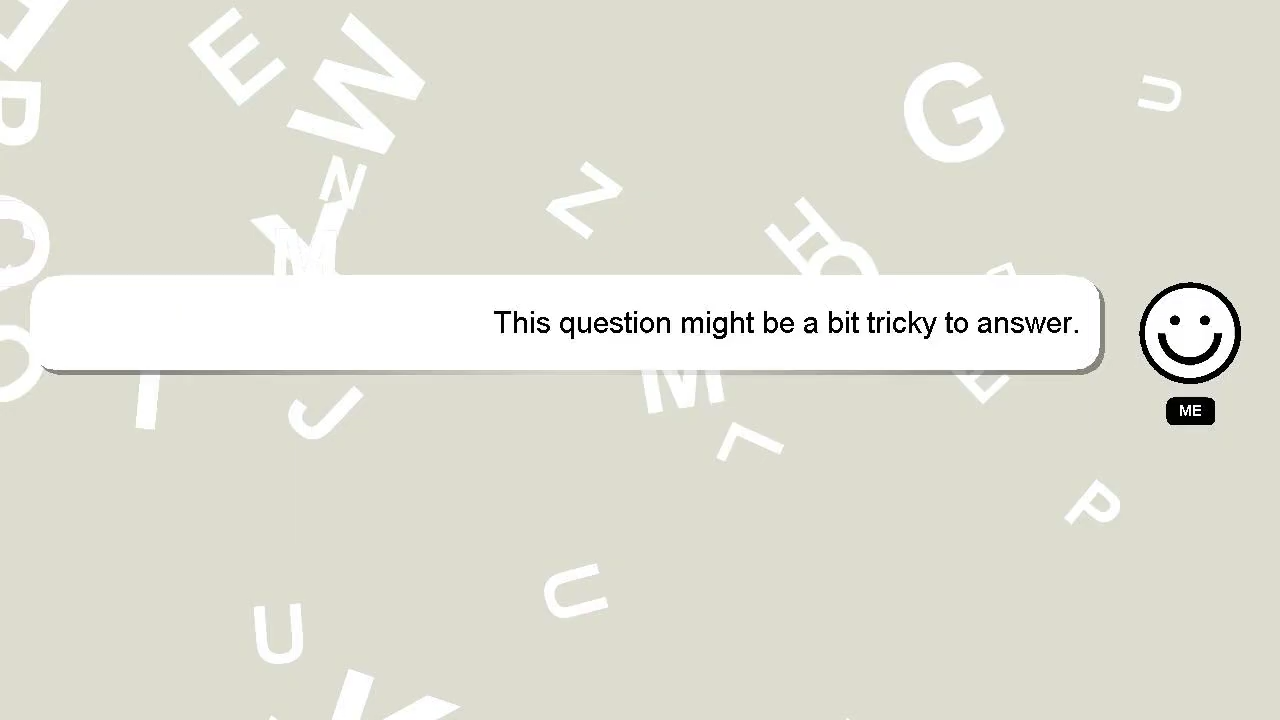 E
W
G
U
N
Z
H
M
This question might be a bit tricky to answer.
ME
M
E
I
J
L
P
U
U
K